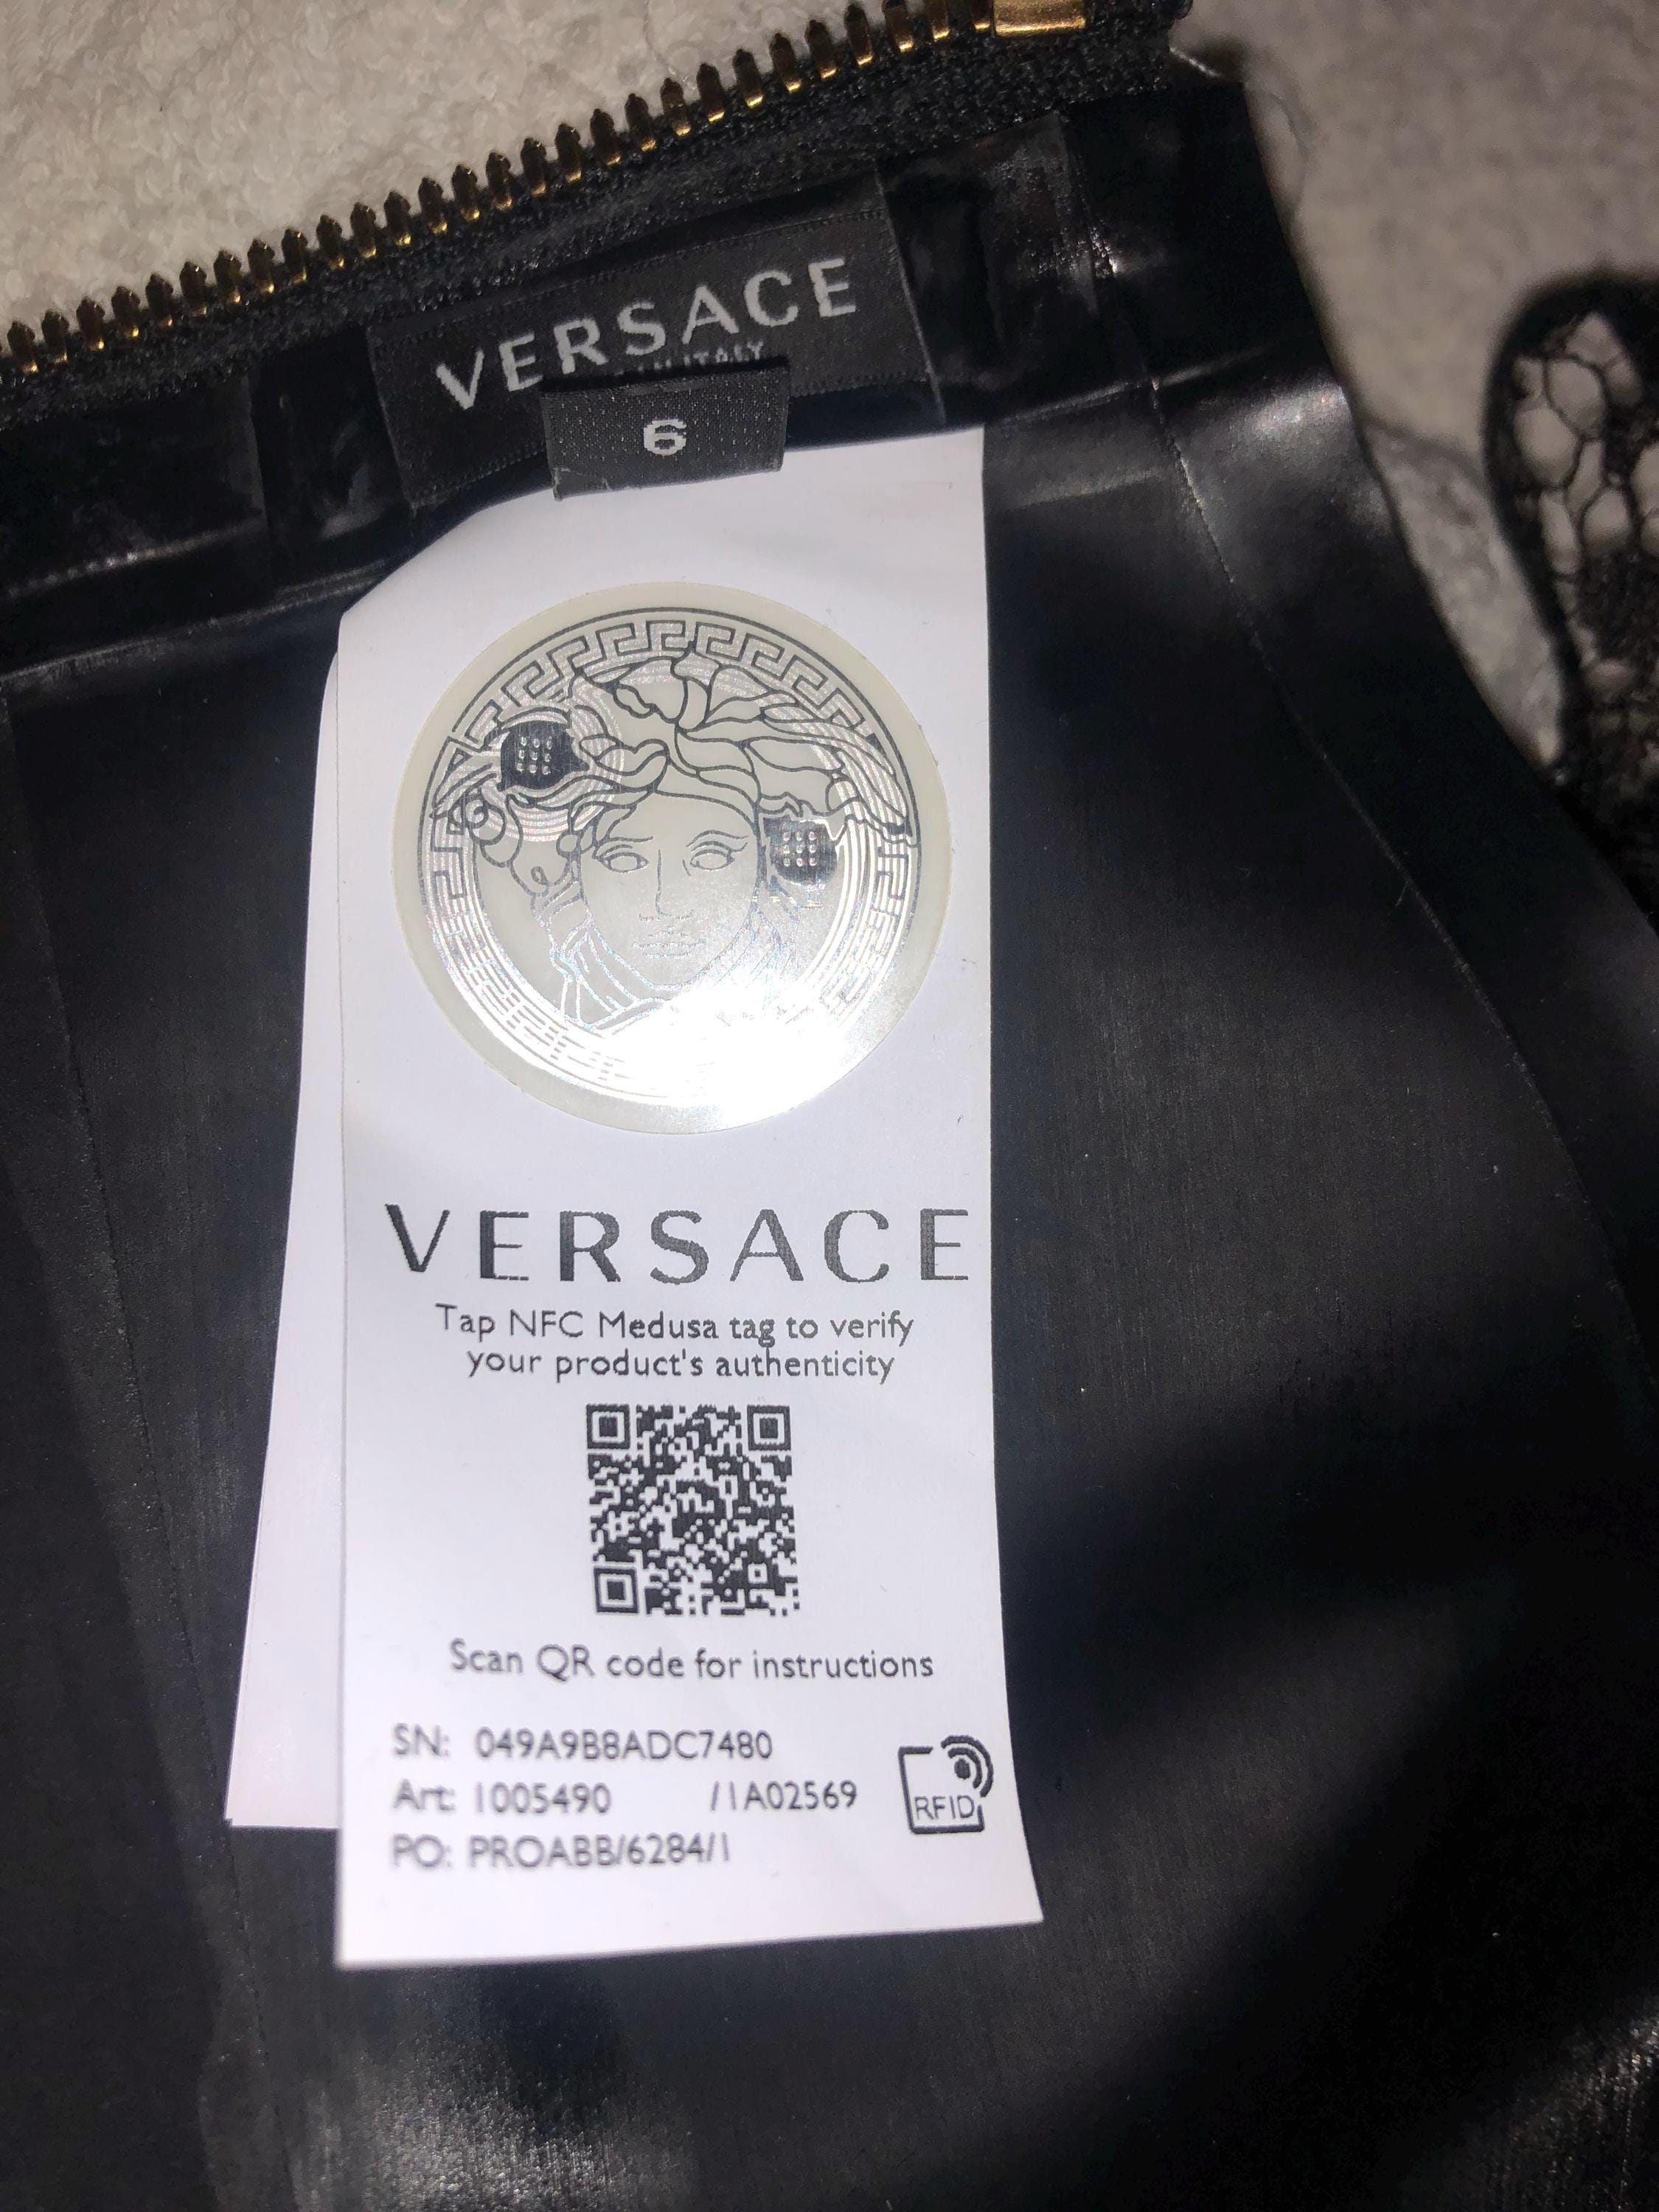 VERSACE
6
VERSACE
Tap NFC Medusa tag to verify
your product's authenticity
Scan QR code for instructions
SN: 049A9B8ADC7480
Art: 1005490 /1A02569
RFID
PO: PROABB/6284/1